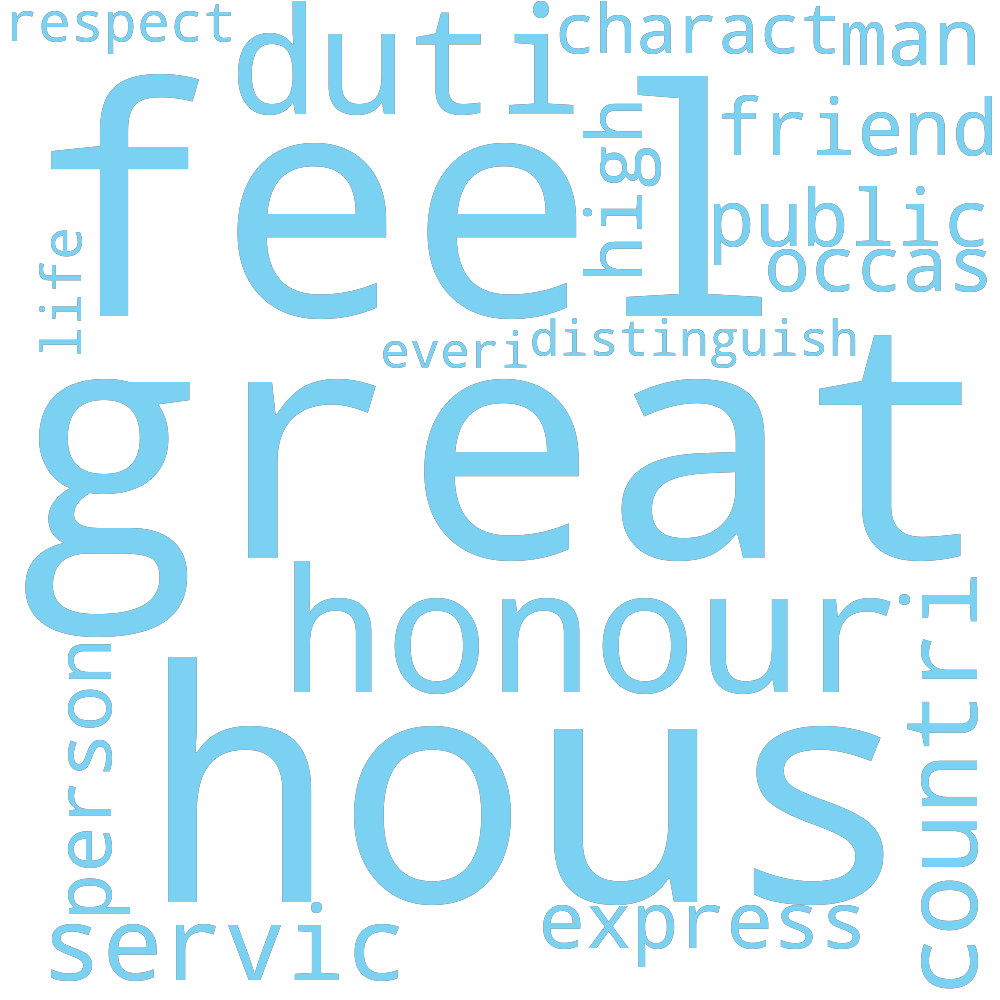 respect
duti
charact
man
feel
high
friend
public
occas
life
everi
distinguish
great
honour
countri
person
hous
servic
express